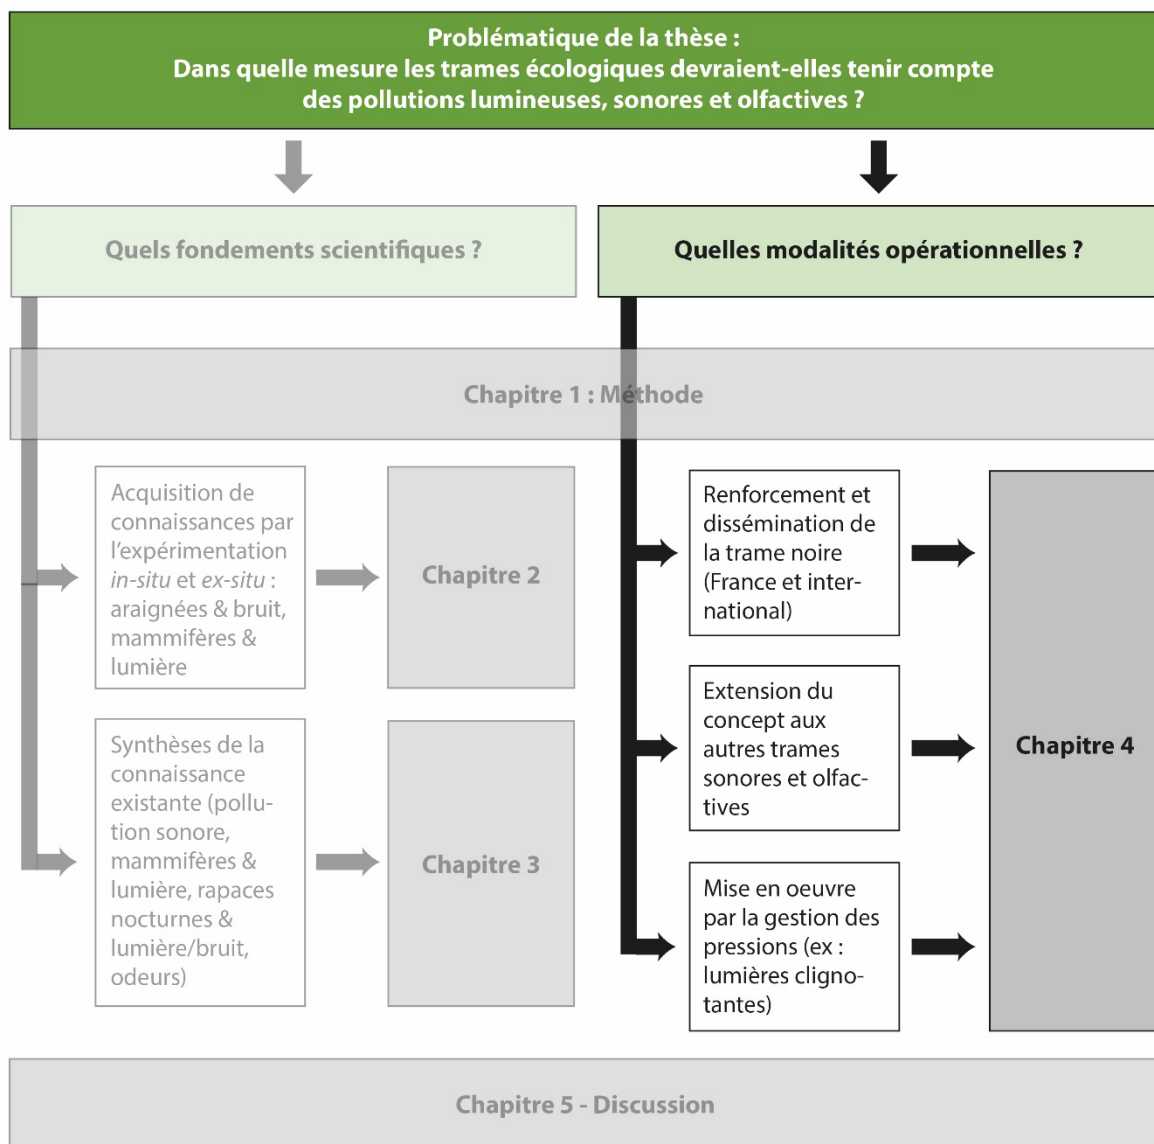 Problématique de la thèse :
Dans quelle mesure les trames écologiques devraient-elles tenir compte
des pollutions lumineuses, sonores et olfactives ?
Quels fondements scientifiques ?
Quelles modalités opérationnelles ?
Chapitre 1 : Méthode
Acquisition de
connaissances par
l'expérimentation
in-situ et ex-situ :
araignées & bruit,
mammifères &
lumière
Chapitre 2
Synthèses de la
connaissance
existante (pollu-
tion sonore,
mammifères &
lumière, rapaces
nocturnes &
lumière/bruit,
odeurs)
Chapitre 3
Renforcement et
dissémination de
la trame noire
(France et inter-
national)
Extension du
concept aux
autres trames
sonores et olfac-
tives
Mise en oeuvre
par la gestion des
pressions (ex :
lumières cligno-
tantes)
Chapitre 4
Chapitre 5 - Discussion